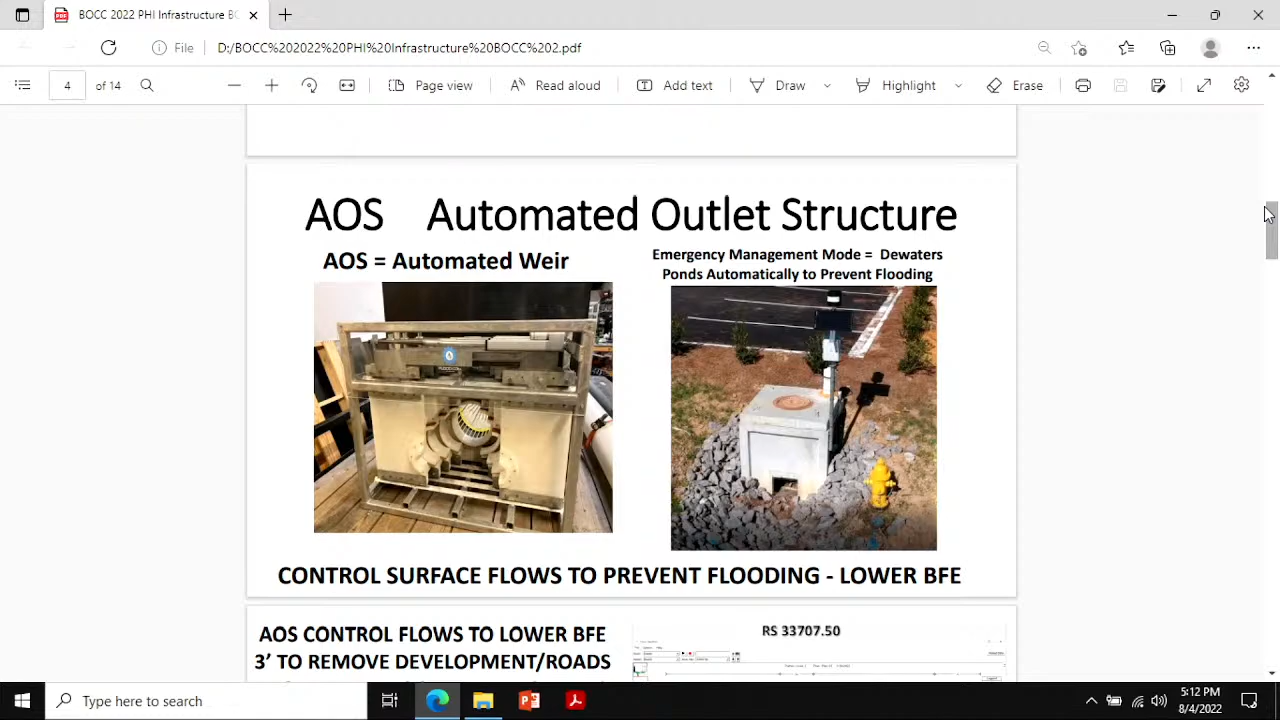 BOCC 2022 PHI Infrastructure BO
File
D:/BOCC%202022%20PHI%20Infrastructure%20BOCC%202.pdf
4 of 14
Page view
Read aloud
Add text
Draw
Highlight
Erase
AOS Automated Outlet Structure
AOS = Automated Weir
Emergency Management Mode = Dewaters
Ponds Automatically to Prevent Flooding
CONTROL SURFACE FLOWS TO PREVENT FLOODING - LOWER BFE
AOS CONTROL FLOWS TO LOWER BFE
3' TO REMOVE DEVELOPMENT/ROADS
RS 33707.50
Type here to search
5:12 PM
8/4/2022